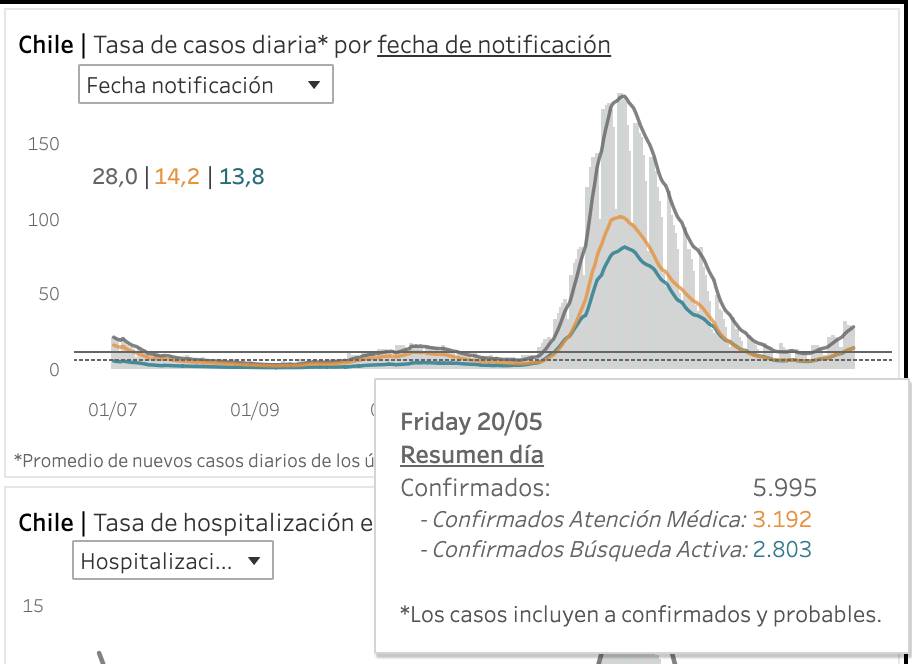 Chile | Tasa de casos diaria* por fecha de notificación
Fecha notificación
150
28,0 | 14,2 | 13,8
100
50
0
01/07 01/09
*Promedio de nuevos casos diarios de los
Friday 20/05
Resumen día
Confirmados: 5.995
- Confirmados Atención Médica: 3.192
- Confirmados Búsqueda Activa: 2.803
*Los casos incluyen a confirmados y probables.
Chile | Tasa de hospitalización
Hospitalizaci...
15